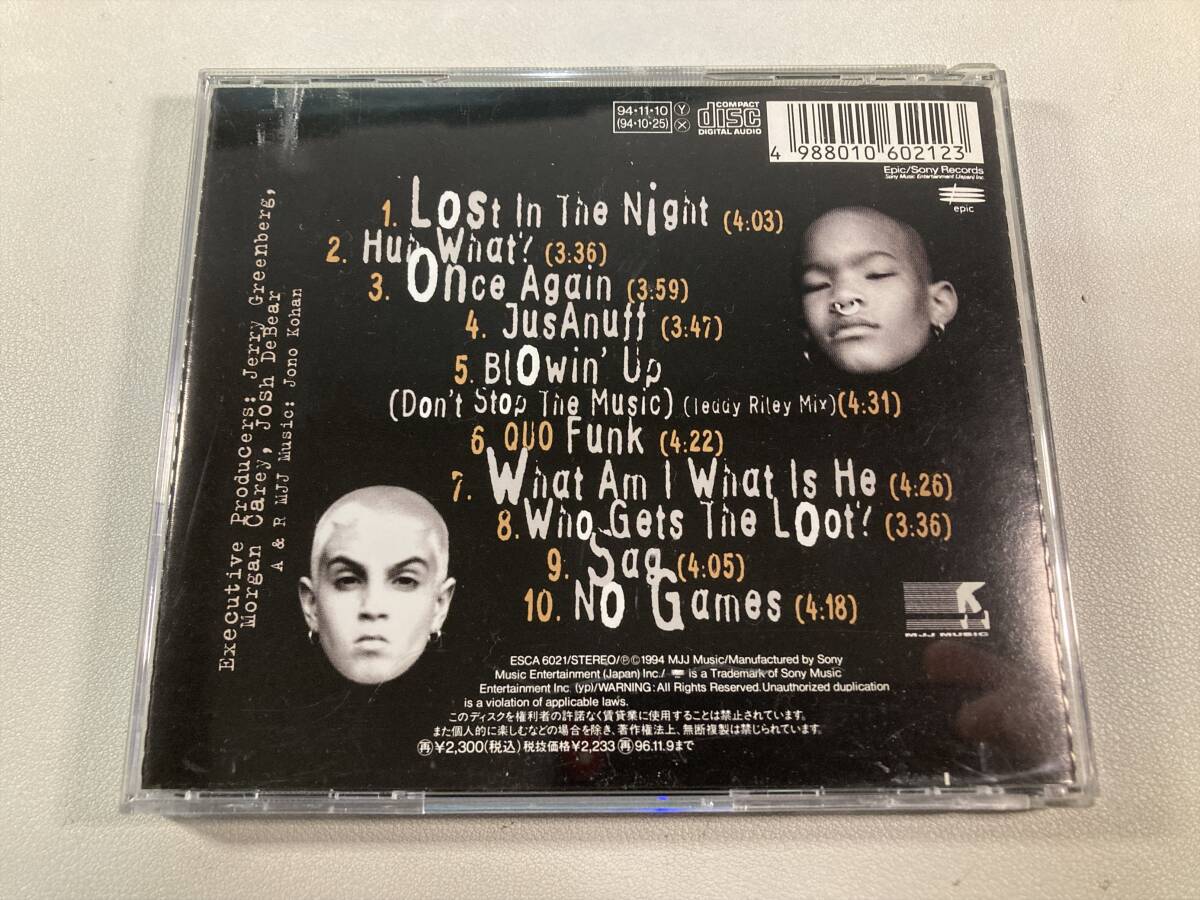 94・11・10 Ⓨ
(94・10・25) Ⓧ
COMPACT
disc
DIGITAL AUDIO
4 988010 602123
Epic/Sony Records
Sony Music Entertainment (Japan) Inc.
epic
1. Lost In The Night (4:03)
2. Huh What? (3:36)
3. Once Again (3:59)
4. JusAnuff (3:47)
5. Blowin' Up
(Don't Stop The Music) (Teddy Riley Mix) (4:31)
6. QUO Funk (4:22)
7. What Am I What Is He (4:26)
8. Who Gets The Loot? (3:36)
9. Sag (4:05)
10. No Games (4:18)
Executive Producers: Jerry Greenberg,
Morgan Carey, Josh DeBear
A & R MJJ Music: Jono Kohan
MJJ MUSIC
ESCA 6021/STEREO/Ⓟ©1994 MJJ Music/Manufactured by Sony
Music Entertainment (Japan) Inc./ is a Trademark of Sony Music
Entertainment Inc. (yp)/WARNING: All Rights Reserved. Unauthorized duplication
is a violation of applicable laws.
このディスクを権利者の許諾なく賃貸業に使用することは禁止されています。
また個人的に楽しむなどの場合を除き、著作権法上、無断複製は禁じられています。
㊢¥2,300(税込)税抜価格¥2,233㊢96.11.9まで